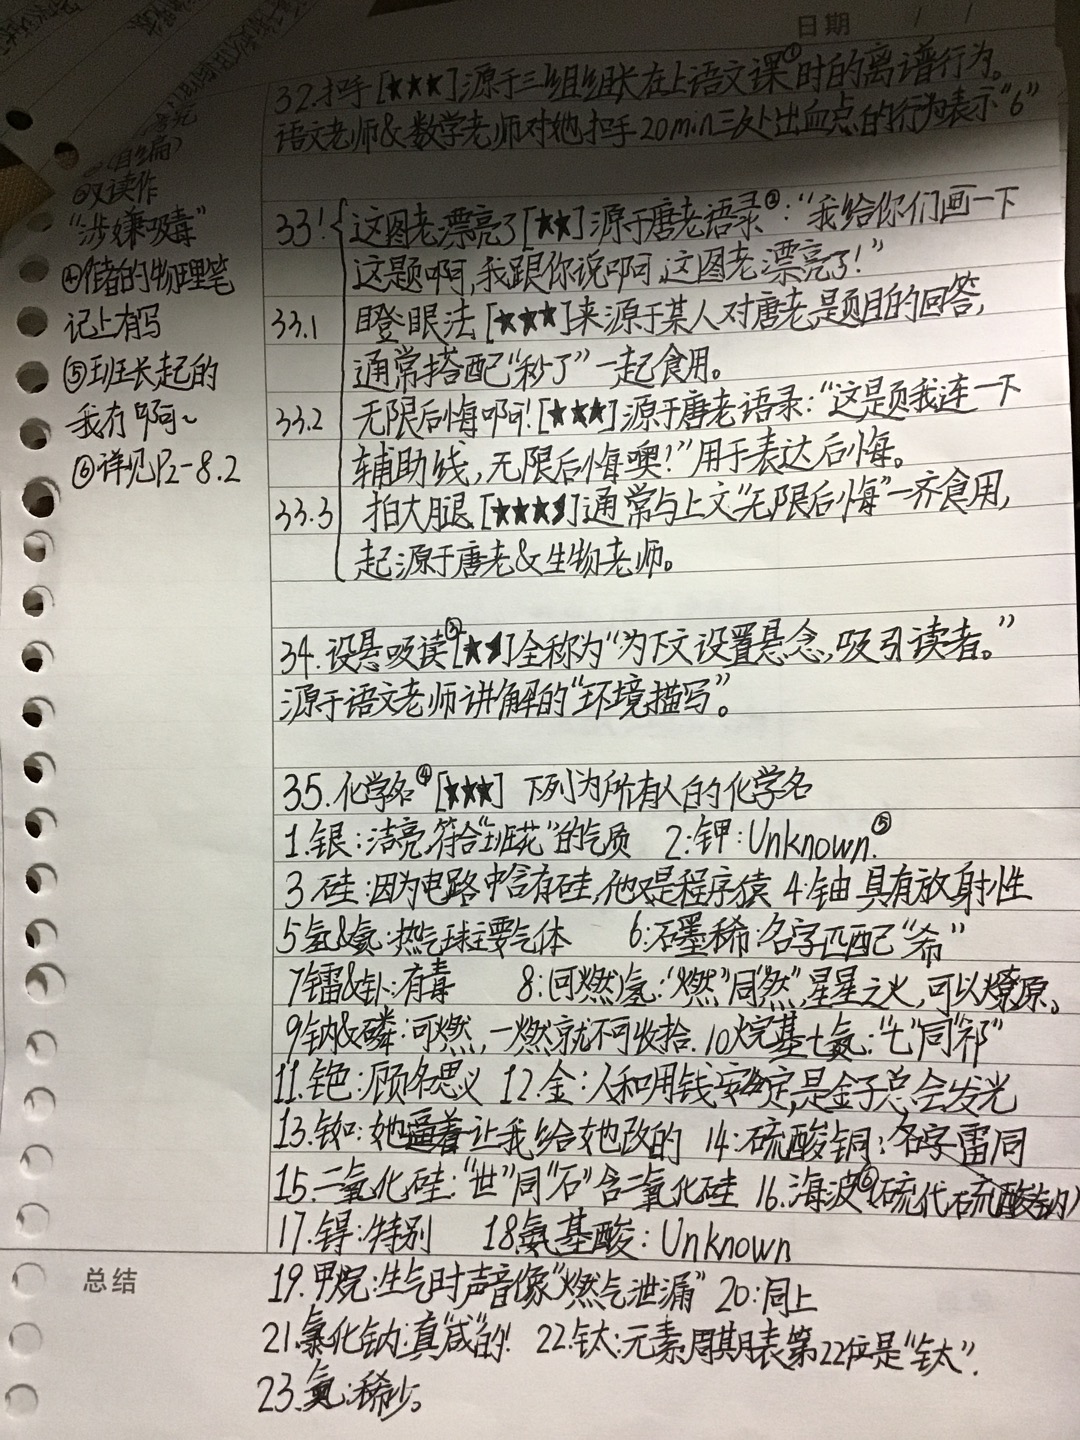 日期
32.扣手[★★★]源于三组组长在上语文课①时的离谱行为。
语文老师&数学老师对她扣手20min三次处出血点的行为表示“6”
②又读作
“涉嫌吸毒”
④储的物理笔
记上有写
⑤班长起的
我有啊~
⑥详见P2-8.2
33!这图老漂亮了[★★]源于唐老语录②:“我给你们画一下
这题啊,我跟你说啊,这图老漂亮了!”
33.1 瞪眼法[★★★]来源于某人对唐老题目的回答,
通常搭配“秒了”一起食用。
33.2 无限后悔啊![★★★]源于唐老语录:“这题我连一下
辅助线,无限后悔噢!”用于表达后悔。
33.3 拍大腿[★★★]通常与上文“无限后悔”一齐食用,
起源于唐老&生物老师。
34.设悬吸读③[★]全称为“为下文设置悬念,吸引读者。”
源于语文老师讲解的“环境描写”。
35.化学名④[★★★] 下列为所有人的化学名
1.银:洁亮,符合“班花”的气质 2:钾:Unknown.⑤
3.硅:因为电路中含有硅,他又是程序猿 4:铀 具有放射性
5氢&氦:热气球主要气体 6:石墨稀:名字匹配“希”
7镭&钋:有毒 8:(可燃)氢:“燃”同“然”,星星之火,可以燎原。
9钠&磷:可燃,一燃就不可收拾. 10烷基七氮:“七”同“祁”
11.铯:顾名思义 12.金:人和用钱安定,是金子总会发光
13.铷:她逼着让我给她改的 14:硫酸铜:名字雷同
15.二氧化硅:“世”同“石”含二氧化硅 16.海波⑥(硫代硫酸钠)
17.锝:特别 18.氨基酸:Unknown
总结
19.甲烷:生气时声音像“燃气泄漏” 20:同上
21.氯化钠:真“咸”的! 22.钛:元素周期表第22位是“钛”.
23.氡:稀少。